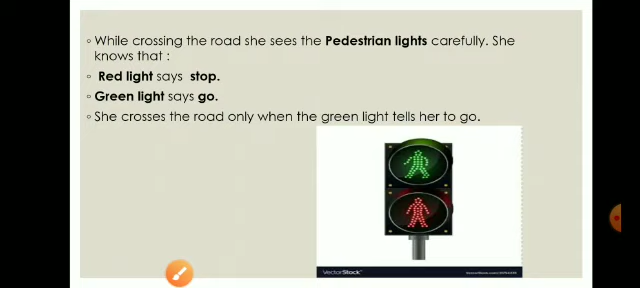 ◦ While crossing the road she sees the Pedestrian lights carefully. She
knows that :
◦ Red light says stop.
◦ Green light says go.
◦ She crosses the road only when the green light tells her to go.
VectorStock